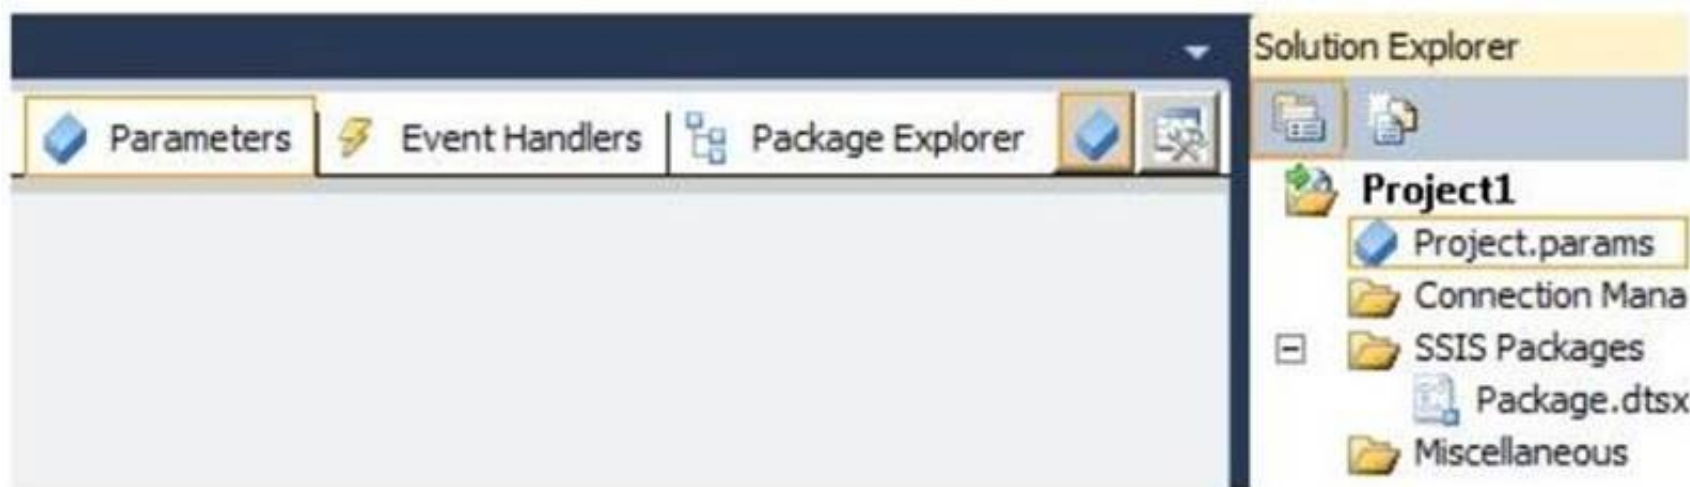 Parameters
Event Handlers
Package Explorer
Solution Explorer
Project1
Project.params
Connection Mana
SSIS Packages
Package.dtsx
Miscellaneous